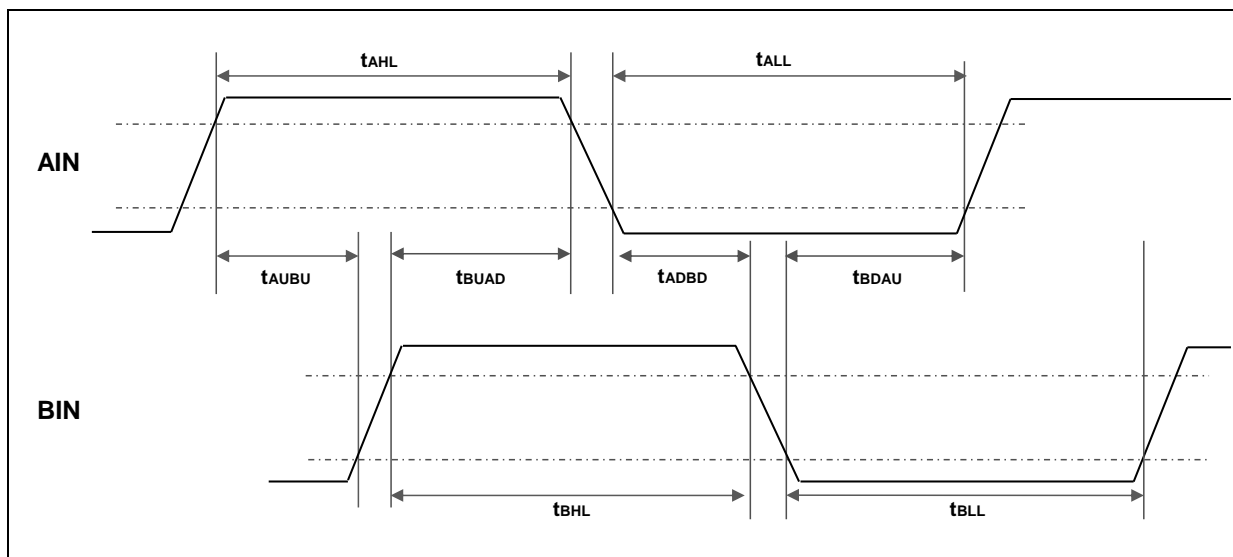 tAHL tALL
AIN
tAUBU tBUAD tADBD tBDAU
BIN
tBHL tBLL